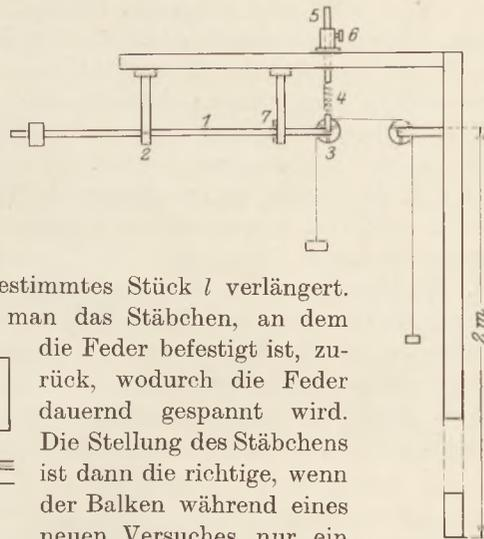 5
6
4
7
1
2
3
2 m
estimmtes Stück l verlängert.
man das Stäbchen, an dem
die Feder befestigt ist, zu-
rück, wodurch die Feder
dauernd gespannt wird.
Die Stellung des Stäbchens
ist dann die richtige, wenn
der Balken während eines
neuen Versuches nur ein